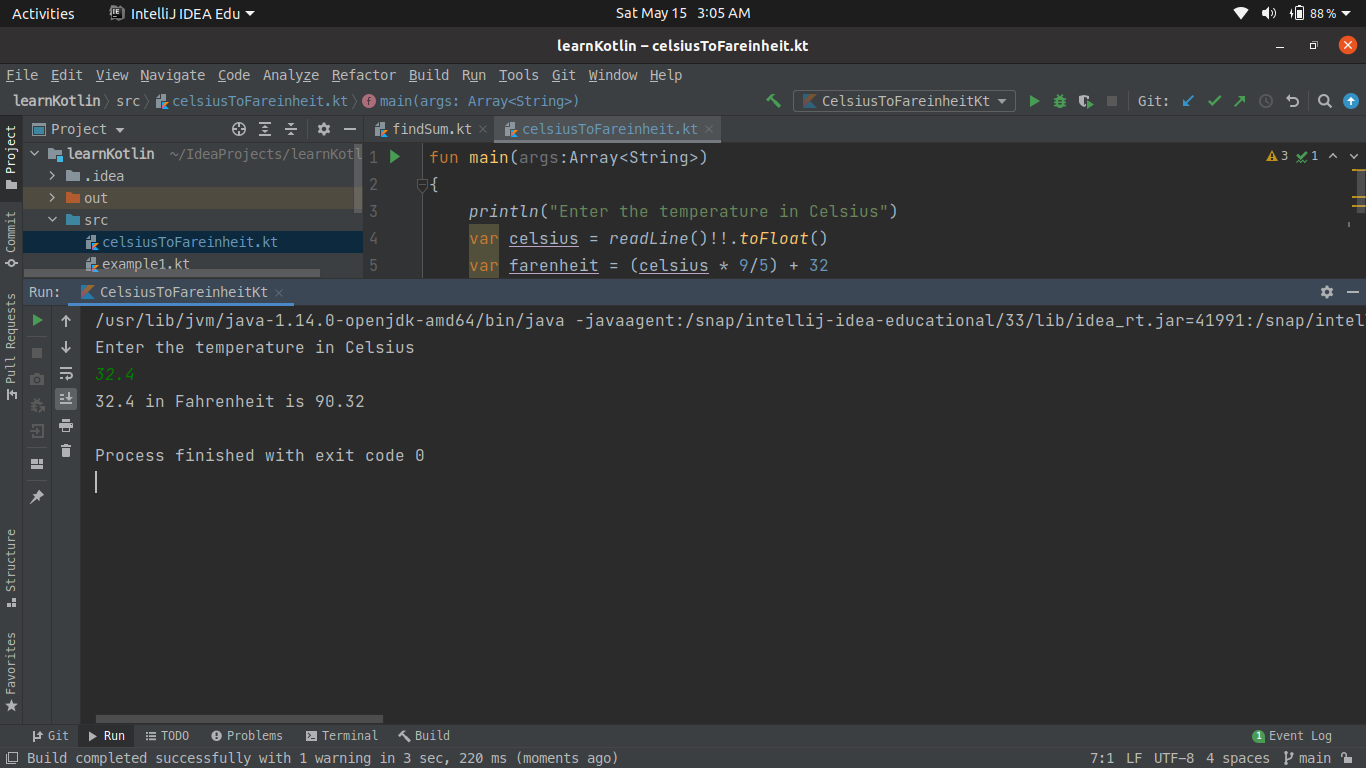 Activities IntelliJ IDEA Edu Sat May 15 3:05 AM 88%
learnKotlin – celsiusToFareinheit.kt
File Edit View Navigate Code Analyze Refactor Build Run Tools Git Window Help
learnKotlin src celsiusToFareinheit.kt main(args: Array<String>) CelsiusToFareinheitKt Git:
Project
Project findSum.kt celsiusToFareinheit.kt
learnKotlin ~/IdeaProjects/learnKotl
.idea
out
src
celsiusToFareinheit.kt
example1.kt
1 fun main(args:Array<String>)
2 {
3 println("Enter the temperature in Celsius")
4 var celsius = readLine()!!.toFloat()
5 var farenheit = (celsius * 9/5) + 32
3 1
Commit
Pull Requests
Structure
Favorites
Run: CelsiusToFareinheitKt
/usr/lib/jvm/java-1.14.0-openjdk-amd64/bin/java -javaagent:/snap/intellij-idea-educational/33/lib/idea_rt.jar=41991:/snap/intel
Enter the temperature in Celsius
32.4
32.4 in Fahrenheit is 90.32
Process finished with exit code 0
Git Run TODO Problems Terminal Build 1 Event Log
Build completed successfully with 1 warning in 3 sec, 220 ms (moments ago) 7:1 LF UTF-8 4 spaces main